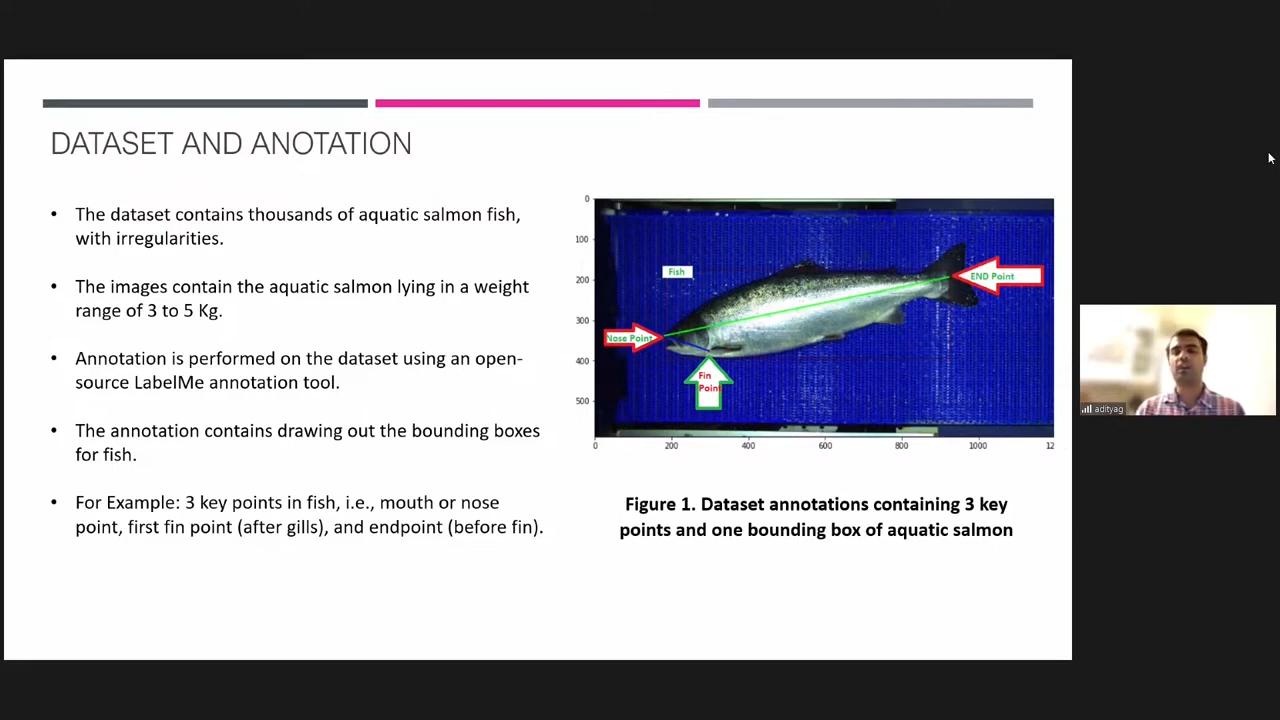 DATASET AND ANOTATION
• The dataset contains thousands of aquatic salmon fish,
with irregularities.
• The images contain the aquatic salmon lying in a weight
range of 3 to 5 Kg.
• Annotation is performed on the dataset using an open-
source LabelMe annotation tool.
• The annotation contains drawing out the bounding boxes
for fish.
• For Example: 3 key points in fish, i.e., mouth or nose
point, first fin point (after gills), and endpoint (before fin).
0
100
200
300
400
500
Fish
END Point
Nose Point
Fin
Point
0
200
400
600
800
1000
12
Figure 1. Dataset annotations containing 3 key
points and one bounding box of aquatic salmon
adityag